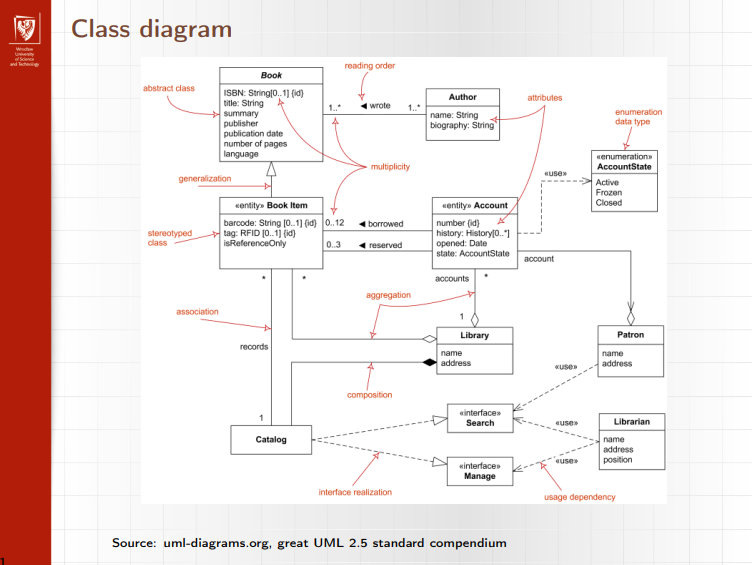 Wrocław
University
of Science
and Technology
Class diagram
abstract class
Book
ISBN: String[0..1] {id}
title: String
summary
publisher
publication date
number of pages
language
reading order
1..*
◄ wrote
1..*
Author
name: String
biography: String
attributes
enumeration
data type
«enumeration»
AccountState
Active
Frozen
Closed
multiplicity
generalization
«use»
stereotyped
class
«entity» Book Item
barcode: String [0..1] {id}
tag: RFID [0..1] {id}
isReferenceOnly
0..12
◄ borrowed
0..3
◄ reserved
«entity» Account
number {id}
history: History[0..*]
opened: Date
state: AccountState
account
*
*
accounts
*
aggregation
association
1
records
Library
name
address
Patron
name
address
composition
«use»
1
Catalog
«interface»
Search
«use»
Librarian
name
address
position
«interface»
Manage
«use»
interface realization
usage dependency
Source: uml-diagrams.org, great UML 2.5 standard compendium
1